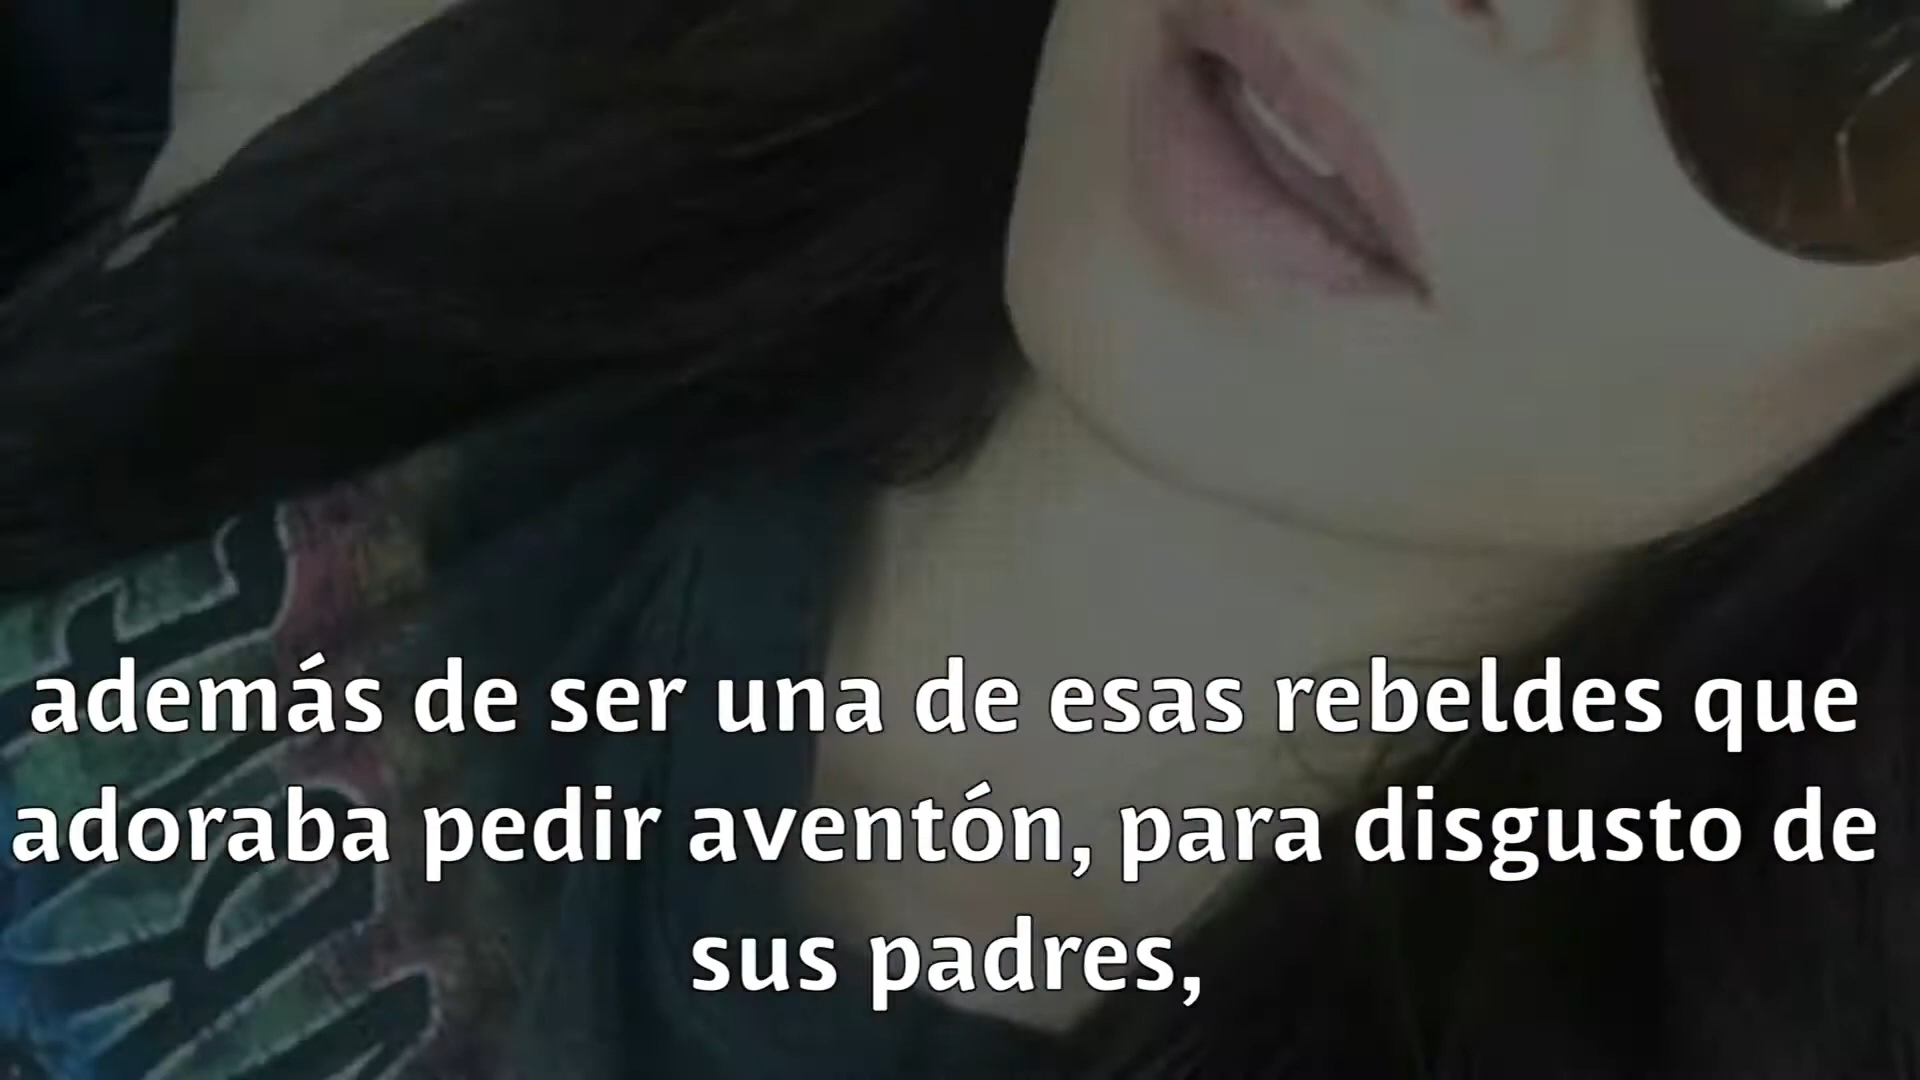 además de ser una de esas rebeldes que
adoraba pedir aventón, para disgusto de
sus padres,